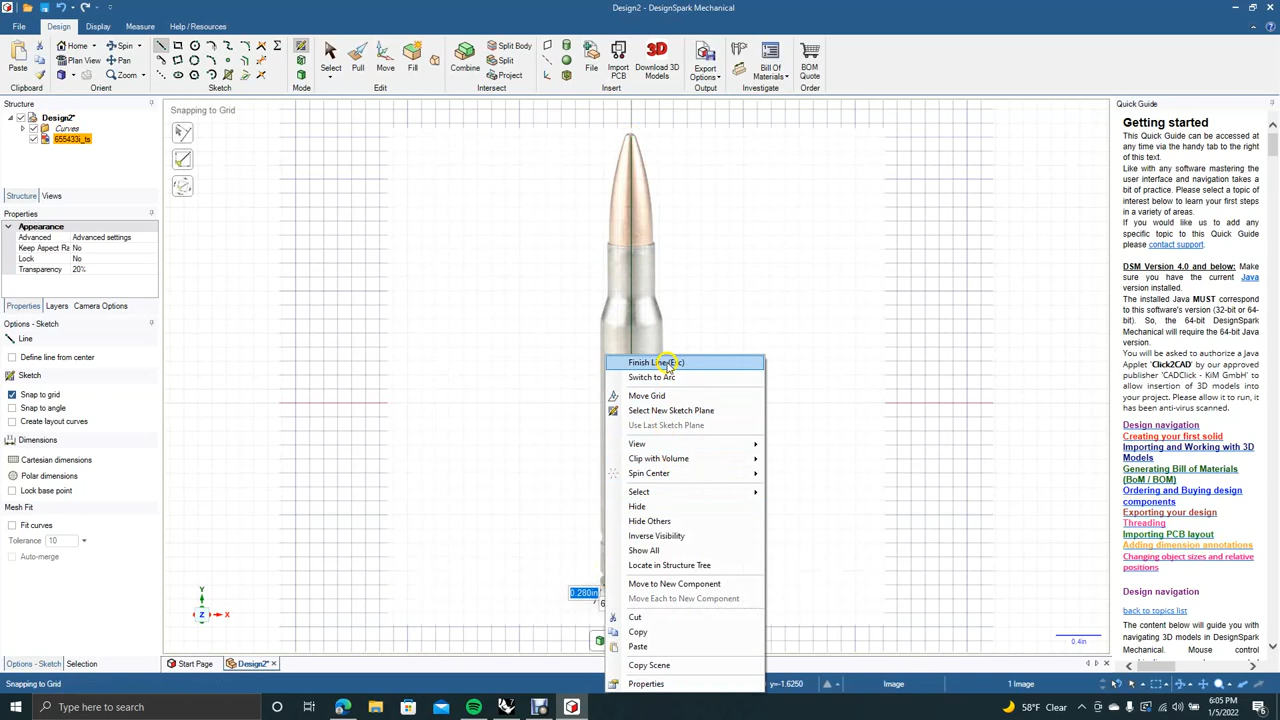 Design2 - DesignSpark Mechanical
File
Design
Display
Measure
Help / Resources
Paste
Home
Spin
Plan View
Pan
Zoom
Select
Pull
Move
Fill
Combine
Split Body
Split
Project
File
Import
PCB
3D
Download 3D
Models
Export
Options
Bill Of
Materials
BOM
Quote
Clipboard
Orient
Sketch
Mode
Edit
Intersect
Insert
Output
Investigate
Order
Structure
Design2*
Curves
655433i_ts
Structure
Views
Properties
Appearance
Advanced
Advanced settings
Keep Aspect Ra
No
Lock
No
Transparency
20%
Properties
Layers
Camera Options
Options - Sketch
Line
Define line from center
Sketch
Snap to grid
Snap to angle
Create layout curves
Dimensions
Cartesian dimensions
Polar dimensions
Lock base point
Mesh Fit
Fit curves
Tolerance
10
Auto-merge
Options - Sketch
Selection
Snapping to Grid
Snapping to Grid
Finish Line (Esc)
Switch to Arc
Move Grid
Select New Sketch Plane
Use Last Sketch Plane
View
Clip with Volume
Spin Center
Select
Hide
Hide Others
Inverse Visibility
Show All
Locate in Structure Tree
Move to New Component
Move Each to New Component
Cut
Copy
Paste
Copy Scene
Properties
0.280in
Y
Z
X
0.4in
Start Page
Design2*
y=-1.6250
Image
1 Image
Quick Guide
Getting started
This Quick Guide can be accessed at
any time via the handy tab to the right
of this text.
Like with any software mastering the
user interface and navigation takes a
bit of practice. Please select a topic of
interest below to learn your first steps
in a variety of areas.
If you would like us to add any
specific topic to this Quick Guide
please contact support.
DSM Version 4.0 and below: Make
sure you have the current Java
version installed.
The installed Java MUST correspond
to this software's version (32-bit or 64-
bit). So, the 64-bit DesignSpark
Mechanical will require the 64-bit Java
Version.
You will be asked to authorize a Java
Applet 'Click2CAD' by our approved
publisher 'CADClick - KiM GmbH' to
allow insertion of 3D models into
your project. Please allow it to run, it
has been anti-virus scanned.
Design navigation
Creating your first solid
Importing and Working with 3D
Models
Generating Bill of Materials
(BoM / BOM)
Ordering and Buying design
components
Exporting your design
Threading
Importing PCB layout
Adding dimension annotations
Changing object sizes and relative
positions
Design navigation
back to topics list
The content below will guide you with
navigating 3D models in DesignSpark
Mechanical. Mouse control
Type here to search
58°F Clear
6:05 PM
1/5/2022